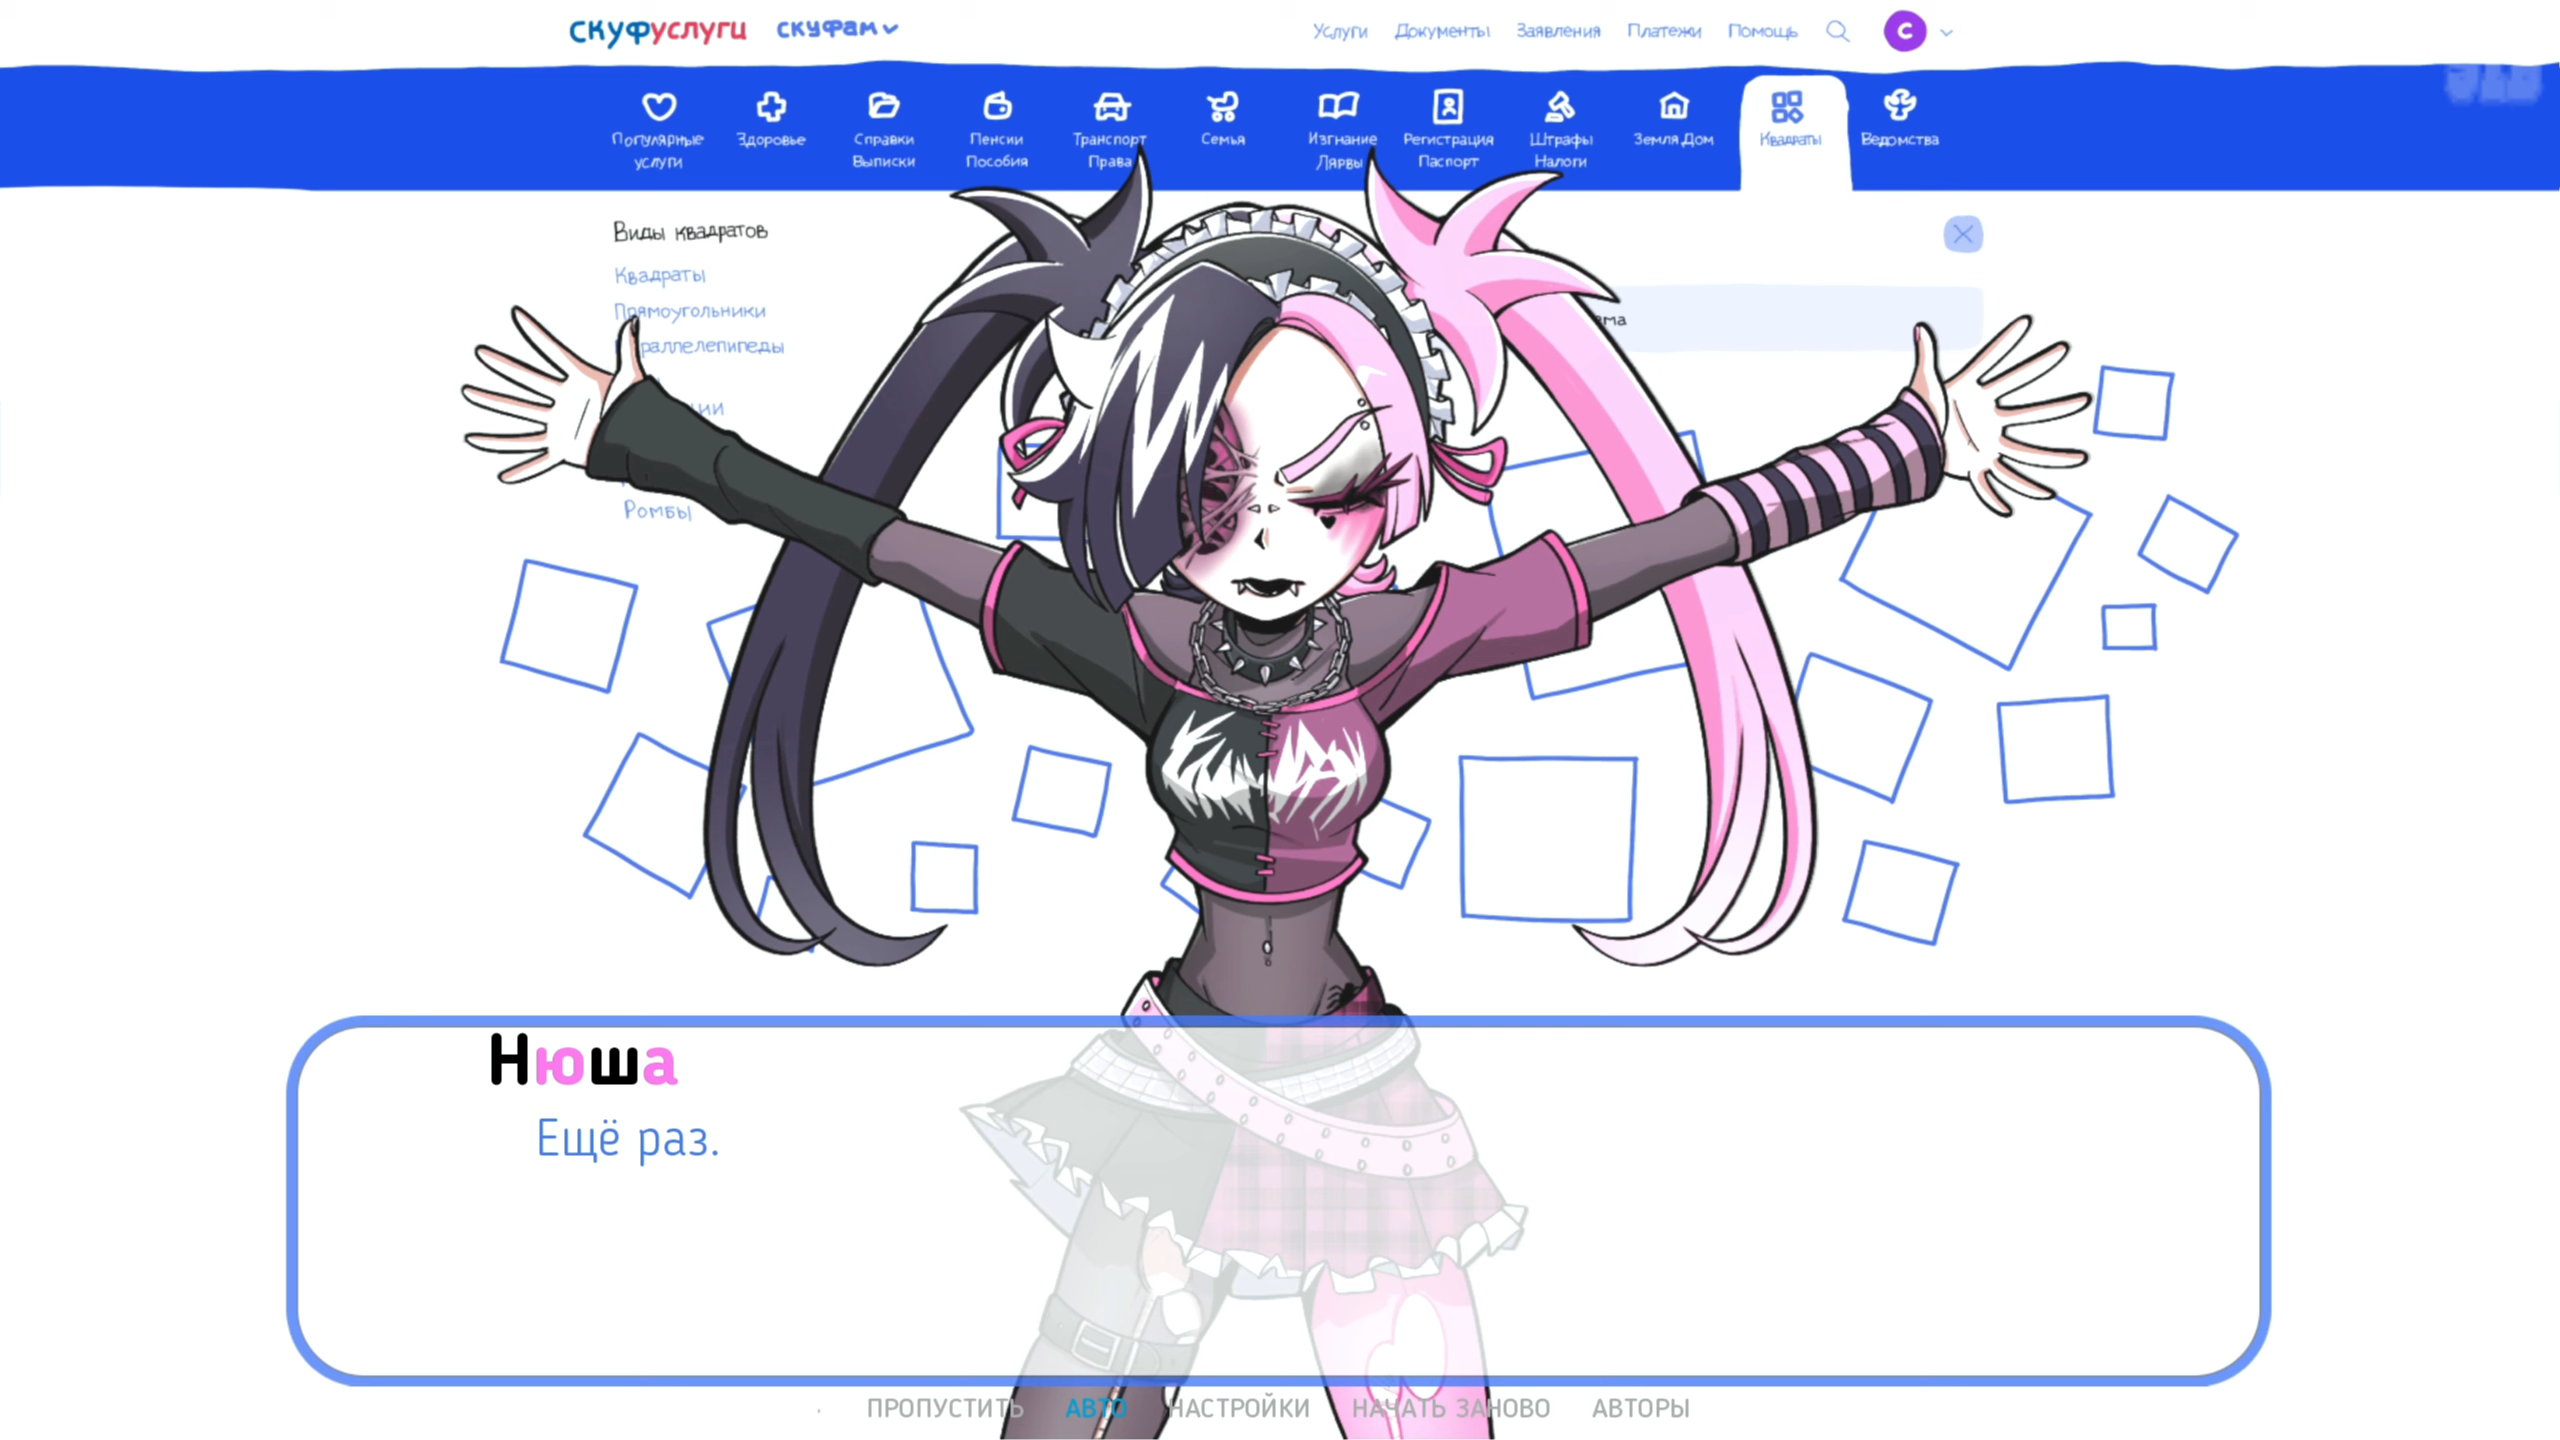 скуфуслуги скуфам
Услуги Документы Заявления Платежи Помощь С
Популярные услуги
Здоровье
Справки Выписки
Пенсии Пособия
Транспорт Права
Семья
Изгнание Лярвы
Регистрация Паспорт
Штрафы Налоги
Земля Дом
Квадраты
Ведомства
Виды квадратов
Квадраты
Прямоугольники
раллелепипеды
Ромбы
Нюша
Ещё раз.
ПРОПУСТИТЬ АВТО НАСТРОЙКИ НАЧАТЬ ЗАНОВО АВТОРЫ